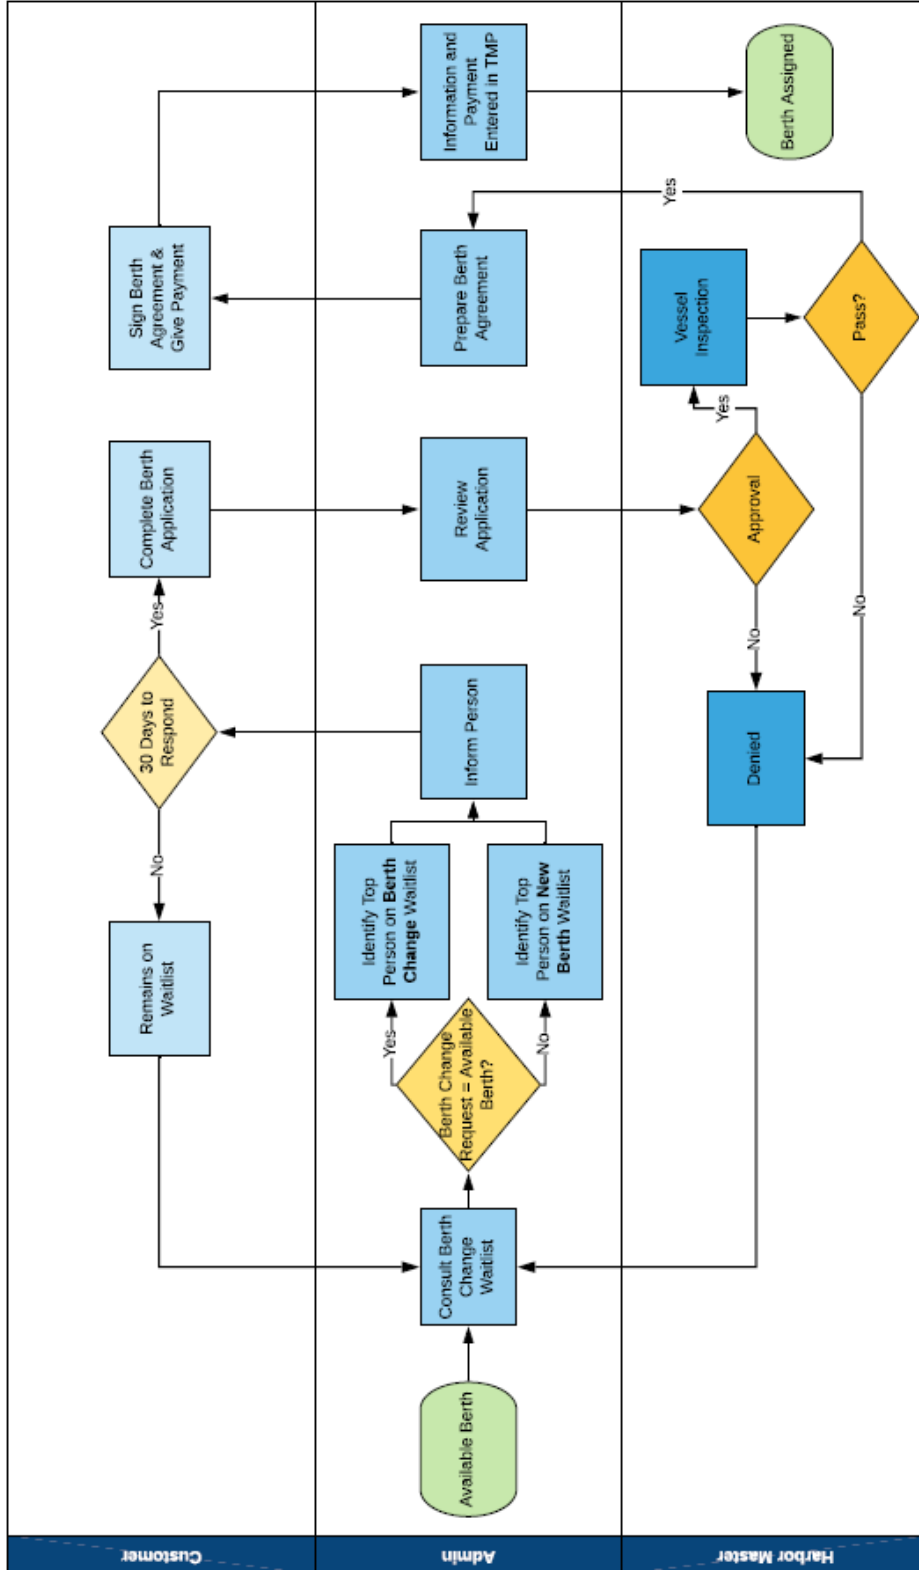 Customer
Remains on
Waitlist
No
30 Days to
Respond
Yes
Complete Berth
Application
Sign Berth
Agreement &
Give Payment
Admin
Available Berth
Consult Berth
Change
Waitlist
Berth Change
Request = Available
Berth?
Yes
No
Identify Top
Person on Berth
Change Waitlist
Identify Top
Person on New
Berth Waitlist
Inform Person
Review
Application
Prepare Berth
Agreement
Information and
Payment
Entered in TMP
Harbor Master
Denied
No
Approval
Yes
Vessel
Inspection
No
Pass?
Yes
Berth Assigned